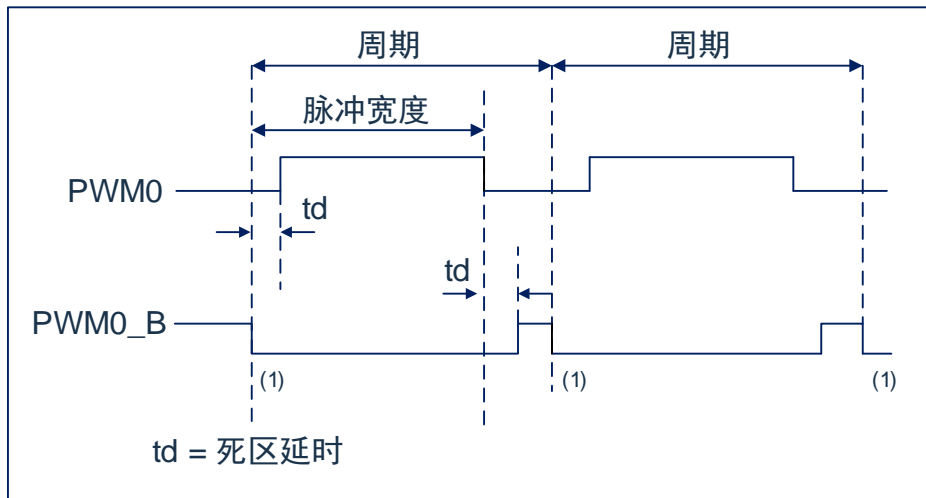 周期 周期
脉冲宽度
PWM0
td
td
PWM0_B
(1) (1) (1)
td = 死区延时